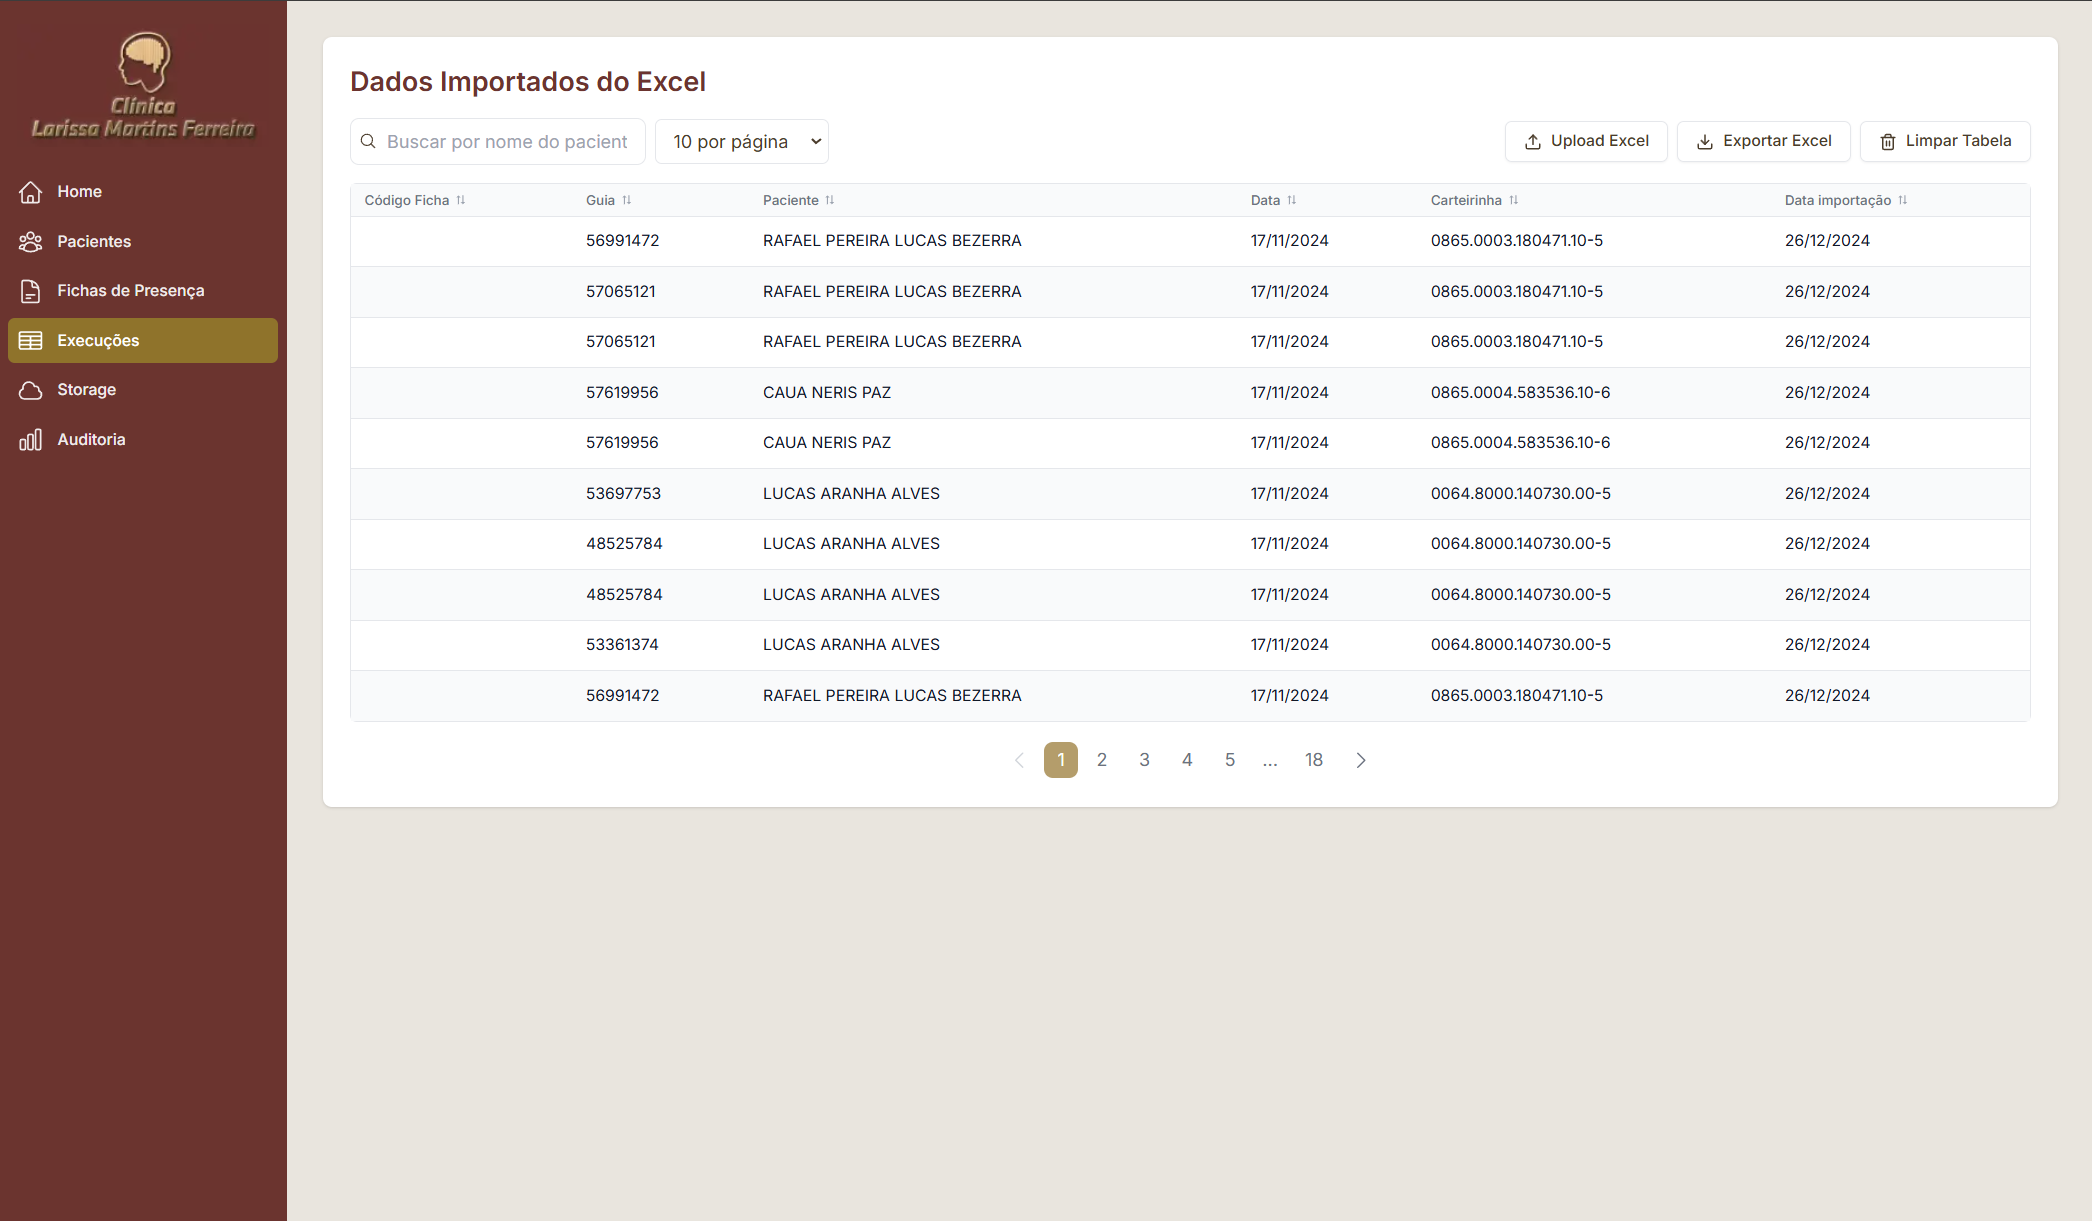 Clínica
Larissa Martins Ferreira
Home
Pacientes
Fichas de Presença
Execuções
Storage
Auditoria
Dados Importados do Excel
Buscar por nome do pacient
10 por página
Upload Excel
Exportar Excel
Limpar Tabela
Código Ficha Guia Paciente Data Carteirinha Data importação
56991472 RAFAEL PEREIRA LUCAS BEZERRA 17/11/2024 0865.0003.180471.10-5 26/12/2024
57065121 RAFAEL PEREIRA LUCAS BEZERRA 17/11/2024 0865.0003.180471.10-5 26/12/2024
57065121 RAFAEL PEREIRA LUCAS BEZERRA 17/11/2024 0865.0003.180471.10-5 26/12/2024
57619956 CAUA NERIS PAZ 17/11/2024 0865.0004.583536.10-6 26/12/2024
57619956 CAUA NERIS PAZ 17/11/2024 0865.0004.583536.10-6 26/12/2024
53697753 LUCAS ARANHA ALVES 17/11/2024 0064.8000.140730.00-5 26/12/2024
48525784 LUCAS ARANHA ALVES 17/11/2024 0064.8000.140730.00-5 26/12/2024
48525784 LUCAS ARANHA ALVES 17/11/2024 0064.8000.140730.00-5 26/12/2024
53361374 LUCAS ARANHA ALVES 17/11/2024 0064.8000.140730.00-5 26/12/2024
56991472 RAFAEL PEREIRA LUCAS BEZERRA 17/11/2024 0865.0003.180471.10-5 26/12/2024
1 2 3 4 5 ... 18